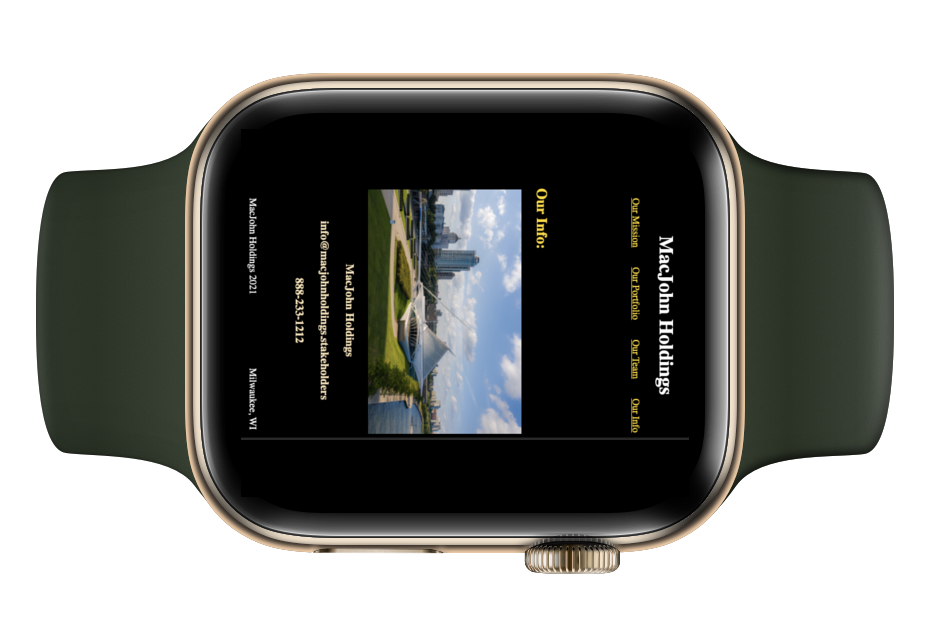 MacJohn Holdings
Our Mission Our Portfolio Our Team Our Info
Our Info:
MacJohn Holdings
info@macjohnholdings.stakeholders
888-233-1212
MacJohn Holdings 2021 Milwaukee, WI